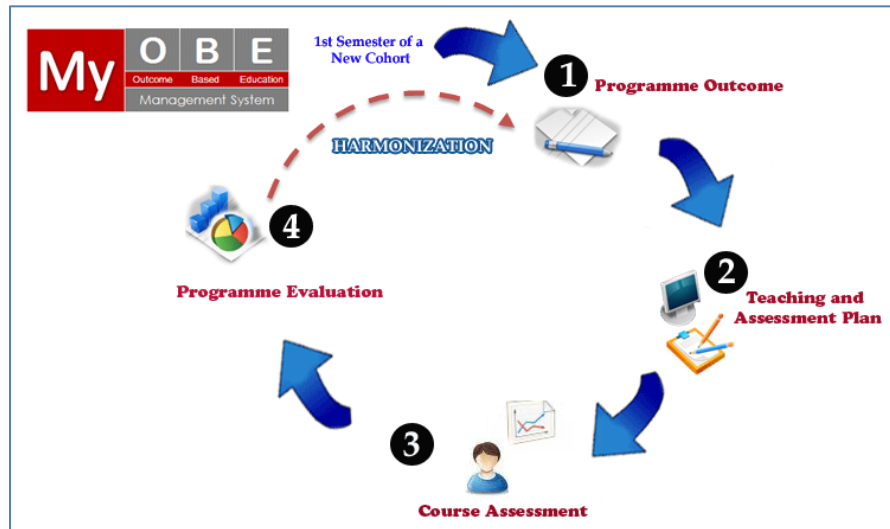 My
O B E
Outcome Based Education
Management System
1st Semester of a
New Cohort
1
Programme Outcome
HARMONIZATION
2
Teaching and
Assessment Plan
3
Course Assessment
4
Programme Evaluation